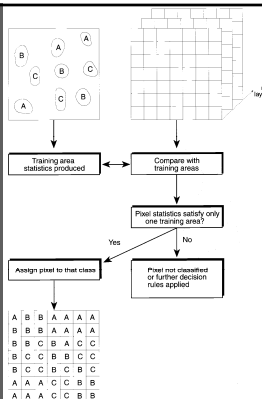 A
B
A
C
B
C
A
C
B
lay
Training area
statistics produced
Compare with
training areas
Pixel statistics satisfy only
one training area?
Yes
No
Assign pixel to that class
Pixel not classified
or further decision
rules applied
A B B A A A A
B B B A A A A
B B C B A C C
B C C B B C C
B C C B C B C
A A A C C B B
A A A C C B B